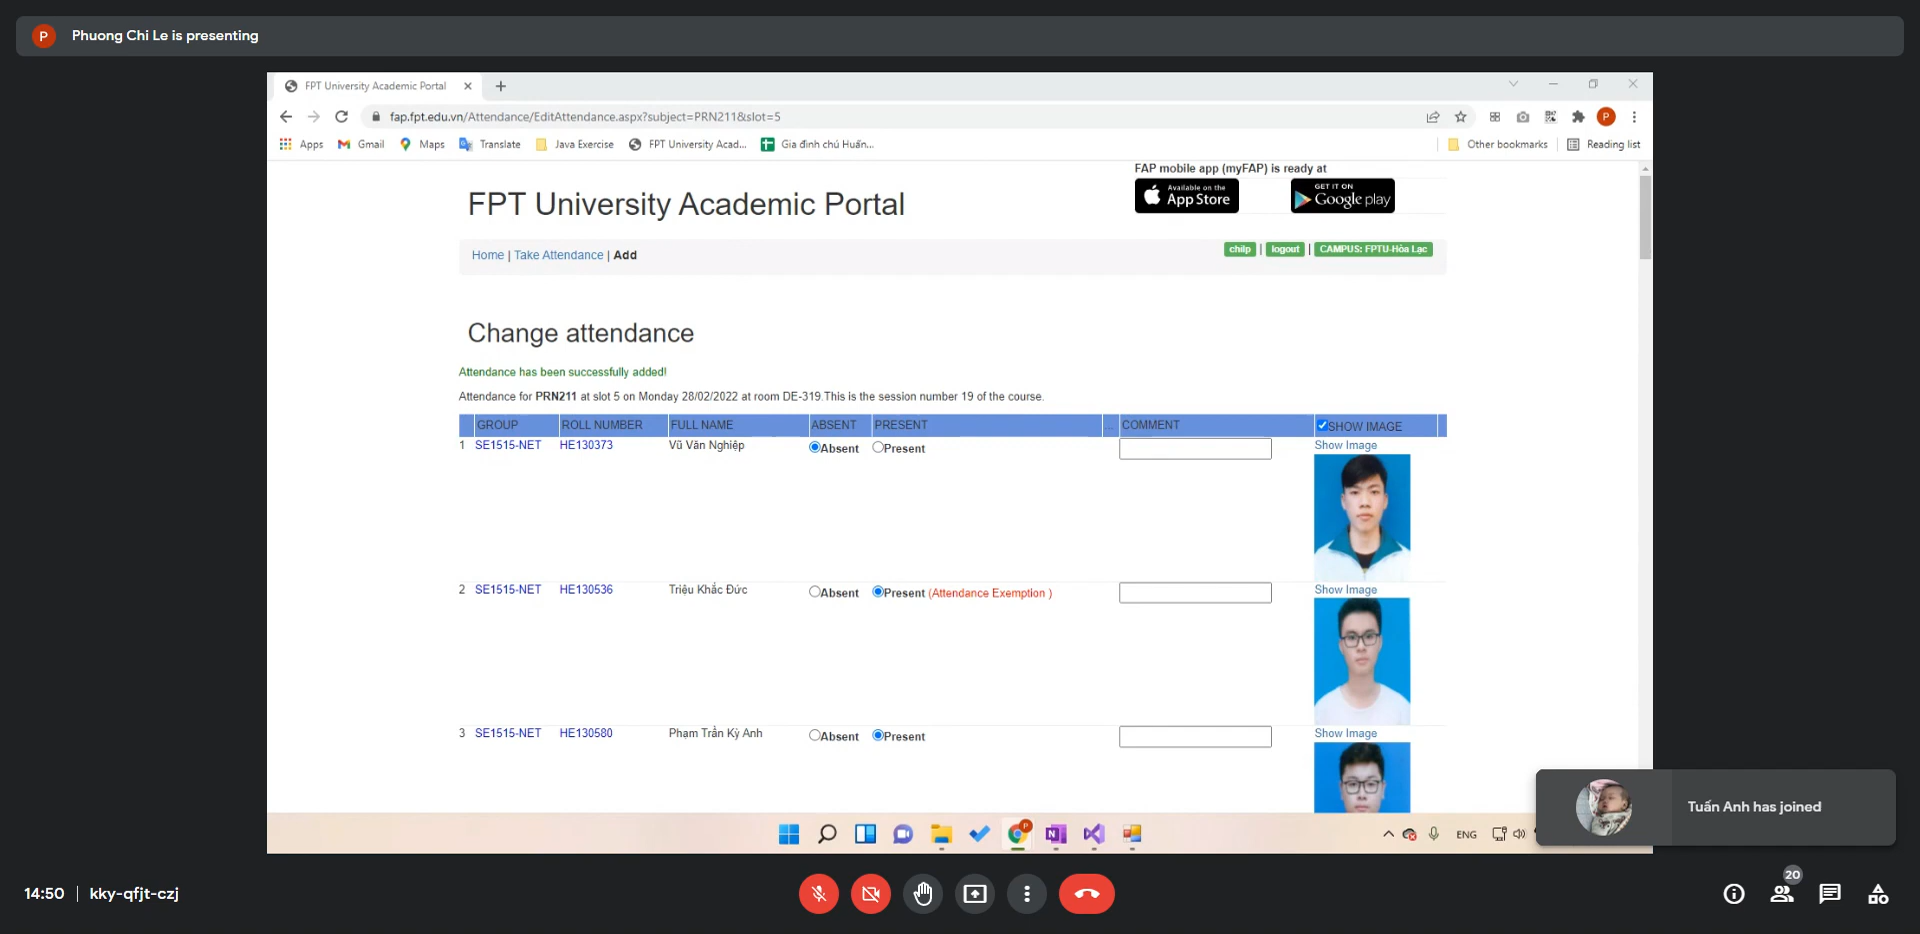 P Phuong Chi Le is presenting
FPT University Academic Portal
fap.fpt.edu.vn/Attendance/EditAttendance.aspx?subject=PRN211&slot=5 P
Apps Gmail Maps Translate Java Exercise FPT University Acad... Gia đình chú Huấn... Other bookmarks Reading list
FAP mobile app (myFAP) is ready at
FPT University Academic Portal
Available on the App Store
GET IT ON Google play
Home | Take Attendance | Add
chilp | logout | CAMPUS: FPTU-Hòa Lạc
Change attendance
Attendance has been successfully added!
Attendance for PRN211 at slot 5 on Monday 28/02/2022 at room DE-319.This is the session number 19 of the course.
GROUP ROLL NUMBER FULL NAME ABSENT PRESENT ... COMMENT SHOW IMAGE
1 SE1515-NET HE130373 Vũ Văn Nghiệp Absent Present Show Image
2 SE1515-NET HE130536 Triệu Khắc Đức Absent Present (Attendance Exemption ) Show Image
3 SE1515-NET HE130580 Phạm Trần Kỳ Anh Absent Present Show Image
Tuấn Anh has joined
P
ENG
14:50 | kky-qfjt-czj
20